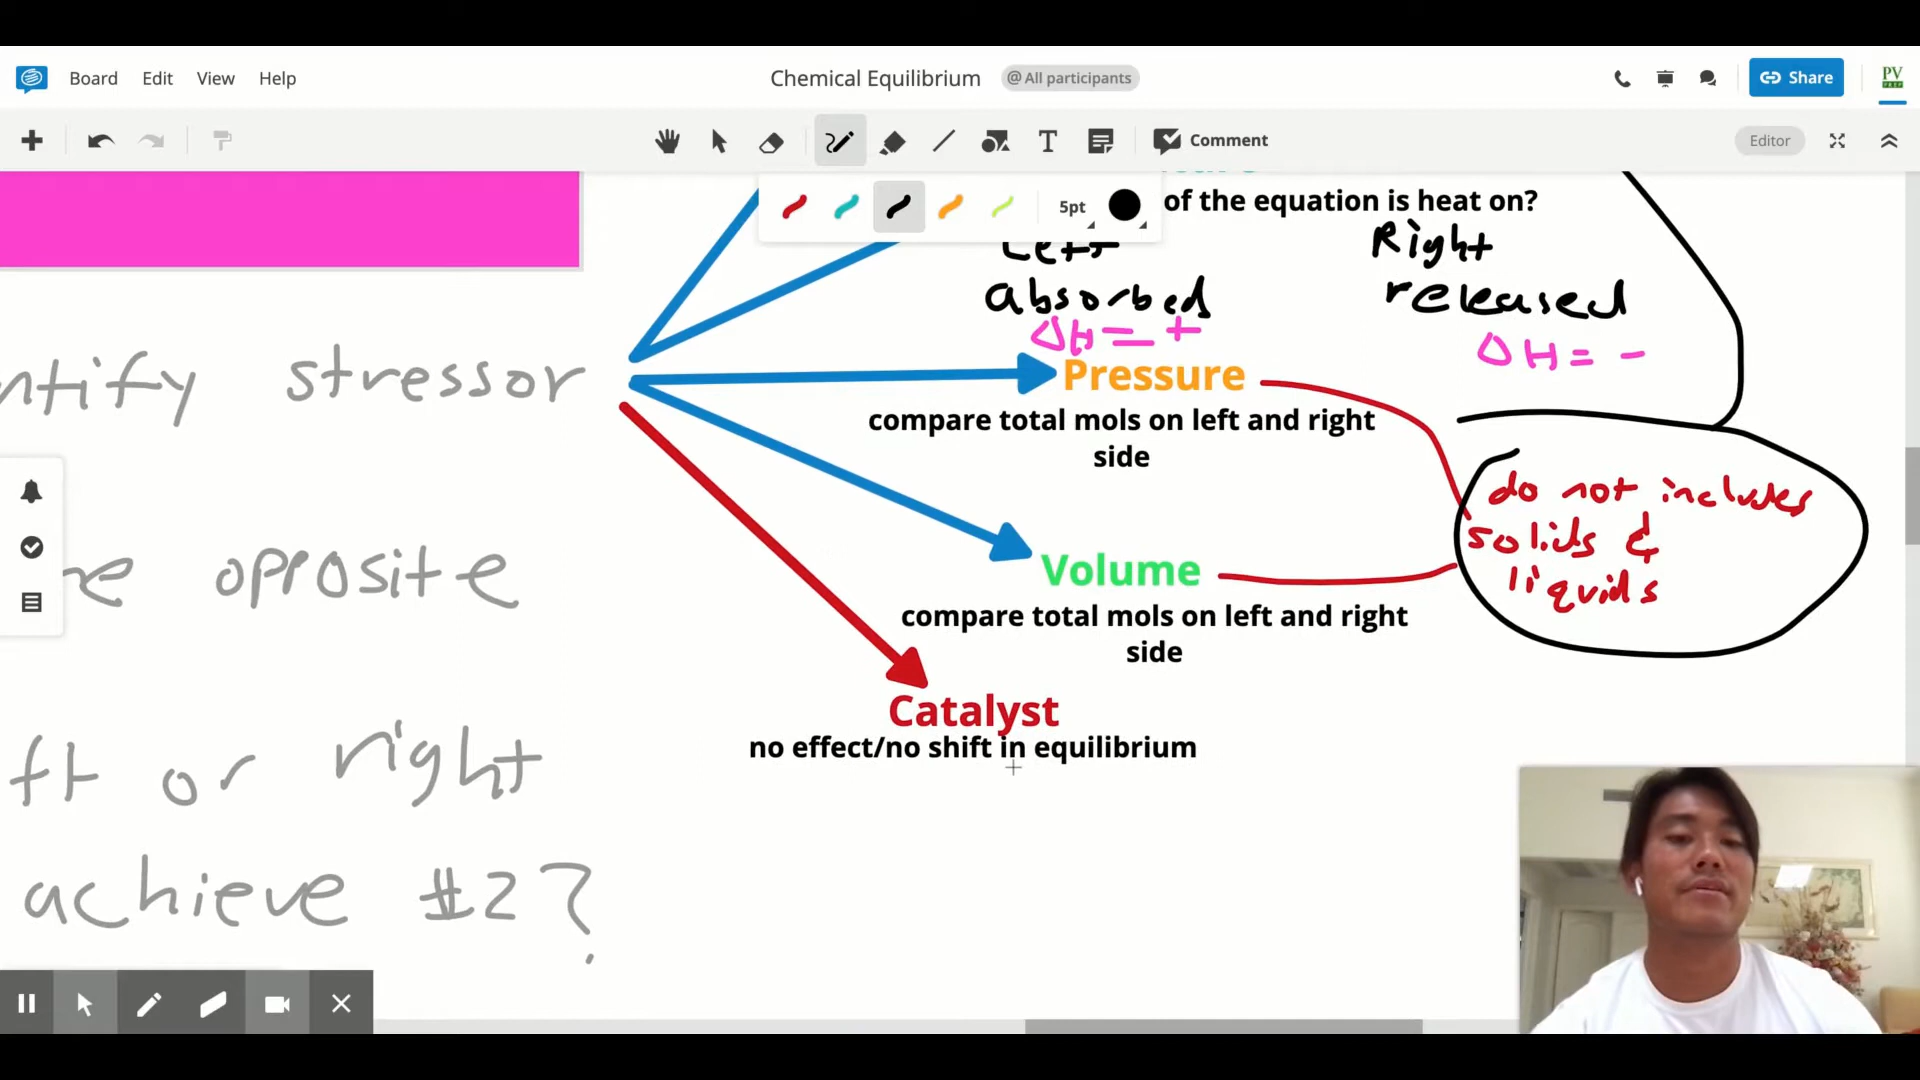 Board Edit View Help
Chemical Equilibrium @ All participants
Share
PV
PREP
Comment
Editor
5pt
of the equation is heat on?
Left Right
absorbed released
ΔH = + ΔH = -
Pressure
compare total mols on left and right
side
do not includes
solids &
liquids
Volume
compare total mols on left and right
side
Catalyst
no effect/no shift in equilibrium
ntify stressor
e opposite
ft or right
achieve #2?